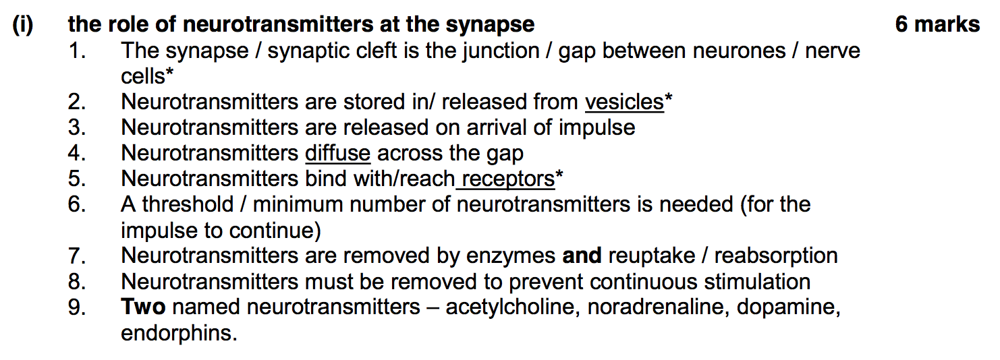 (i) the role of neurotransmitters at the synapse 6 marks
1. The synapse / synaptic cleft is the junction / gap between neurones / nerve
cells*
2. Neurotransmitters are stored in/ released from vesicles*
3. Neurotransmitters are released on arrival of impulse
4. Neurotransmitters diffuse across the gap
5. Neurotransmitters bind with/reach receptors*
6. A threshold / minimum number of neurotransmitters is needed (for the
impulse to continue)
7. Neurotransmitters are removed by enzymes and reuptake / reabsorption
8. Neurotransmitters must be removed to prevent continuous stimulation
9. Two named neurotransmitters – acetylcholine, noradrenaline, dopamine,
endorphins.